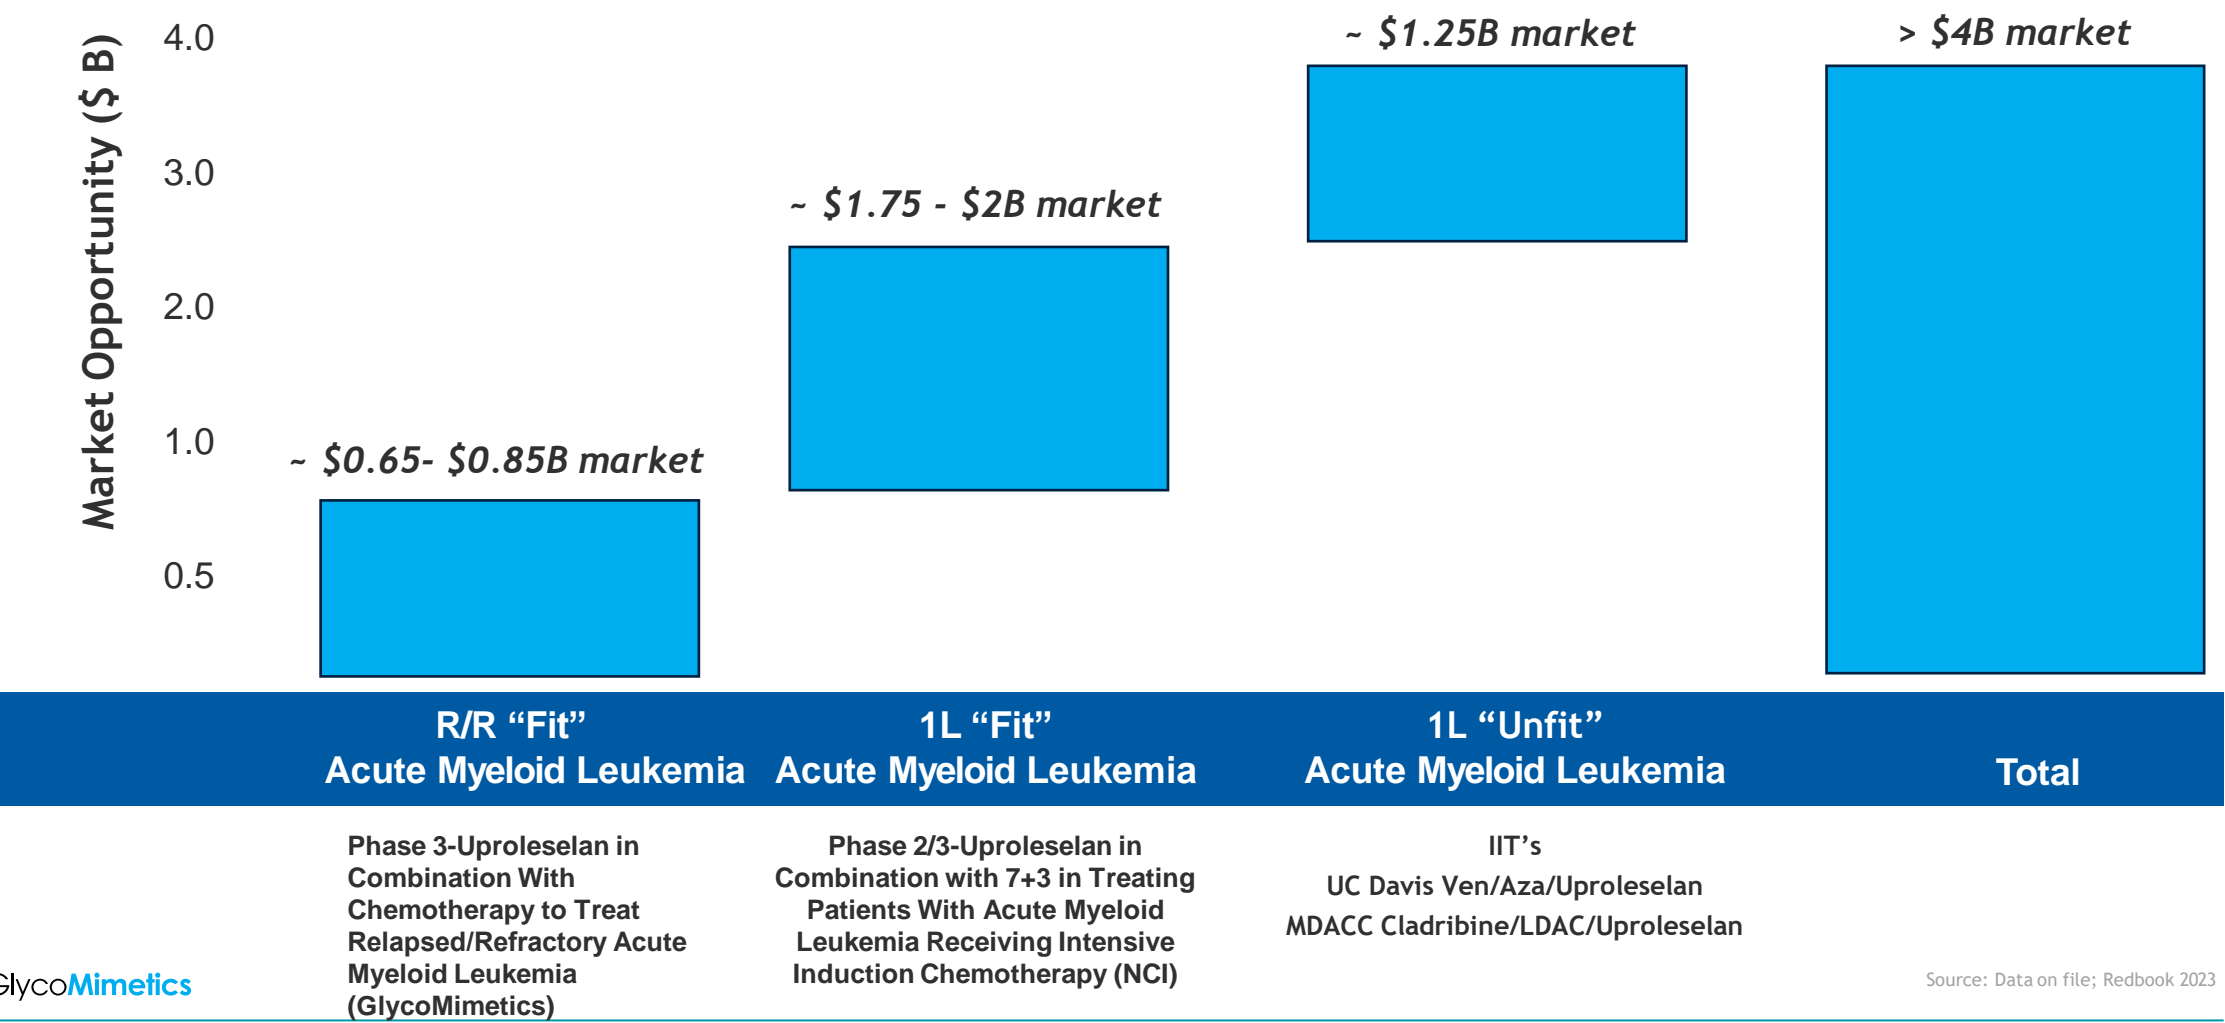 Market Opportunity ($ B)
4.0
3.0
2.0
1.0
0.5
~ $0.65- $0.85B market
~ $1.75 - $2B market
~ $1.25B market
> $4B market
R/R “Fit”
Acute Myeloid Leukemia
1L “Fit”
Acute Myeloid Leukemia
1L “Unfit”
Acute Myeloid Leukemia
Total
Phase 3-Uproleselan in
Combination With
Chemotherapy to Treat
Relapsed/Refractory Acute
Myeloid Leukemia
(GlycoMimetics)
Phase 2/3-Uproleselan in
Combination with 7+3 in Treating
Patients With Acute Myeloid
Leukemia Receiving Intensive
Induction Chemotherapy (NCI)
IIT’s
UC Davis Ven/Aza/Uproleselan
MDACC Cladribine/LDAC/Uproleselan
GlycoMimetics
Source: Data on file; Redbook 2023